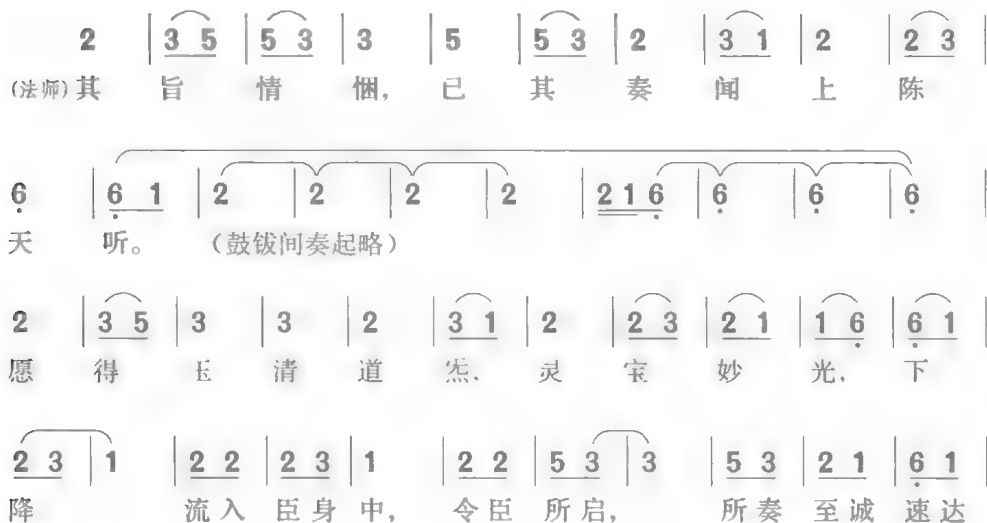 2 | 3 5 | 5 3 | 3 | 5 | 5 3 | 2 | 3 1 | 2 | 2 3 |
(法师) 其 旨 情 悃, 已 其 奏 闻 上 陈
6̣ | 6̣ 1 | 2 | 2 | 2 | 2 | 2 1 6̣ | 6̣ | 6̣ | 6̣ |
天 听。 (鼓钹间奏起略)
2 | 3 5 | 3 | 3 | 2 | 3 1 | 2 | 2 3 | 2 1 | 1 6̣ | 6̣ 1 |
愿 得 玉 清 道 炁, 灵 宝 妙 光, 下
2 3 | 1 | 2 2 | 2 3 | 1 | 2 2 | 5 3 | 3 | 5 3 | 2 1 | 6̣ 1 |
降 流 入 臣 身 中, 令 臣 所 启, 所 奏 至 诚 速 达